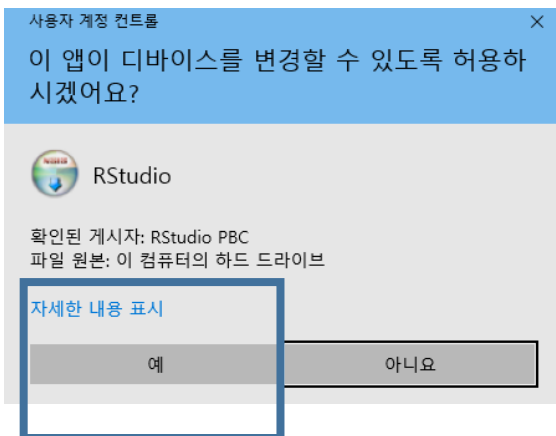 사용자 계정 컨트롤
이 앱이 디바이스를 변경할 수 있도록 허용하
시겠어요?
RStudio
확인된 게시자: RStudio PBC
파일 원본: 이 컴퓨터의 하드 드라이브
자세한 내용 표시
예
아니요